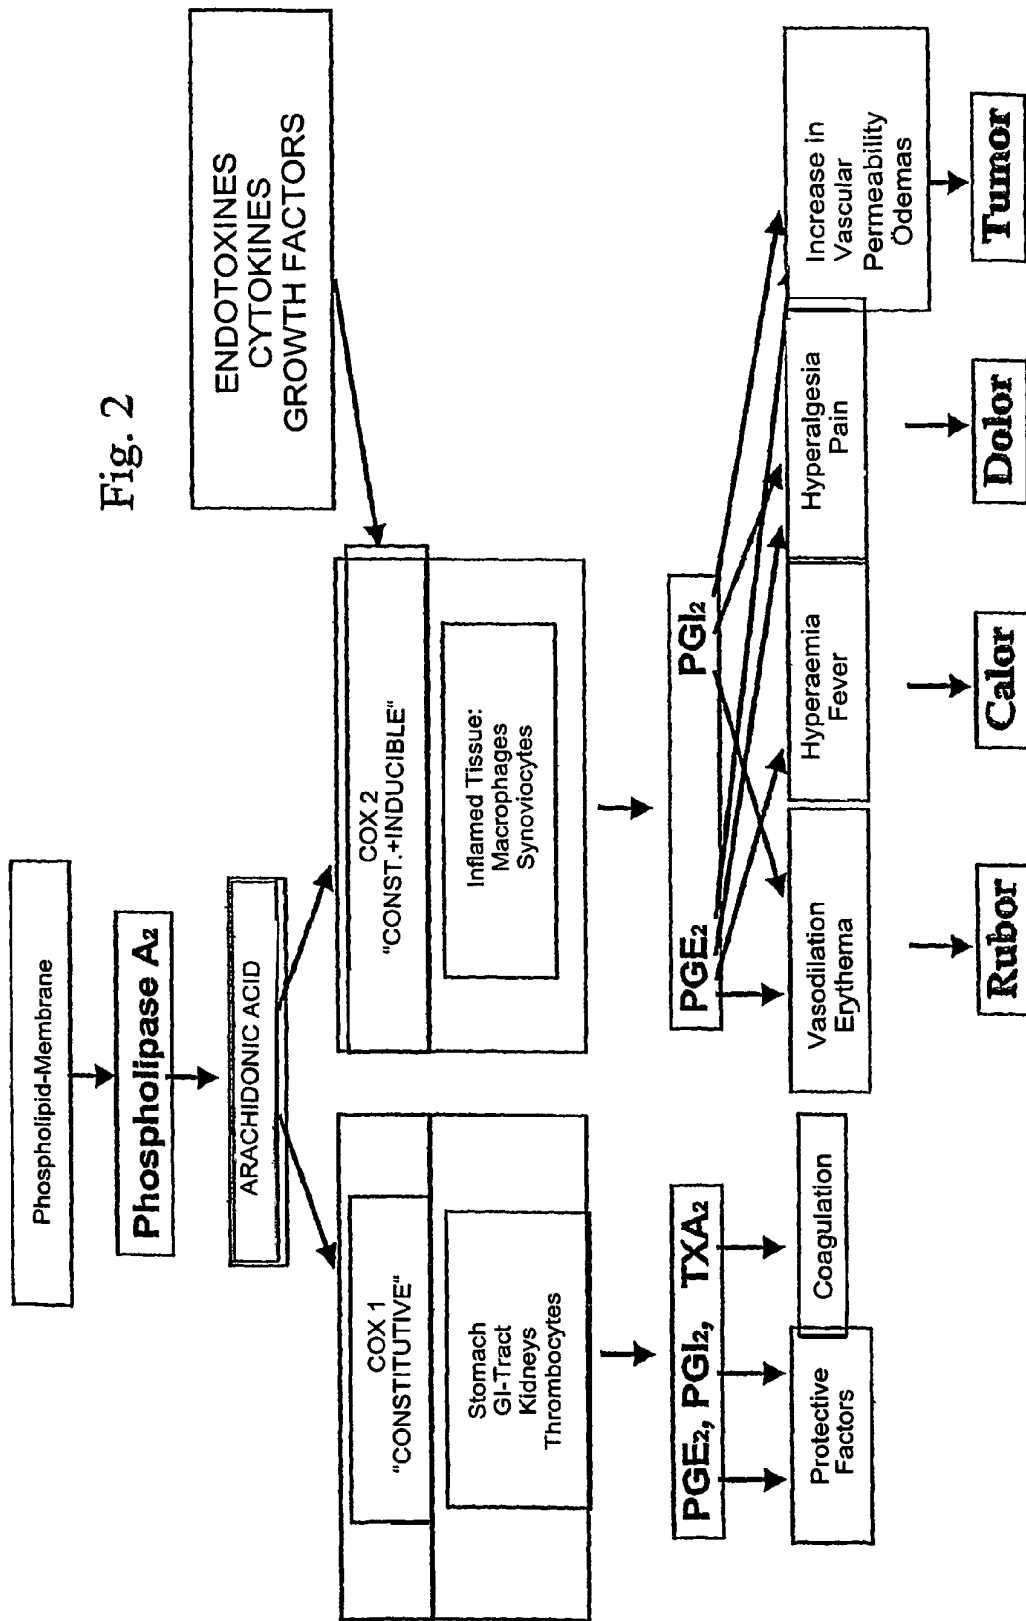 Fig. 2
Phospholipid-Membrane
Phospholipase A2
ARACHIDONIC ACID
ENDOTOXINES
CYTOKINES
GROWTH FACTORS
COX 1
"CONSTITUTIVE"
Stomach
GI-Tract
Kidneys
Thrombocytes
COX 2
"CONST.+INDUCIBLE"
Inflamed Tissue:
Macrophages
Synoviocytes
PGE2, PGI2, TXA2
PGE2 PGI2
Protective
Factors
Coagulation
Vasodilation
Erythema
Hyperaemia
Fever
Hyperalgesia
Pain
Increase in
Vascular
Permeability
Ödemas
Rubor
Calor
Dolor
Tumor